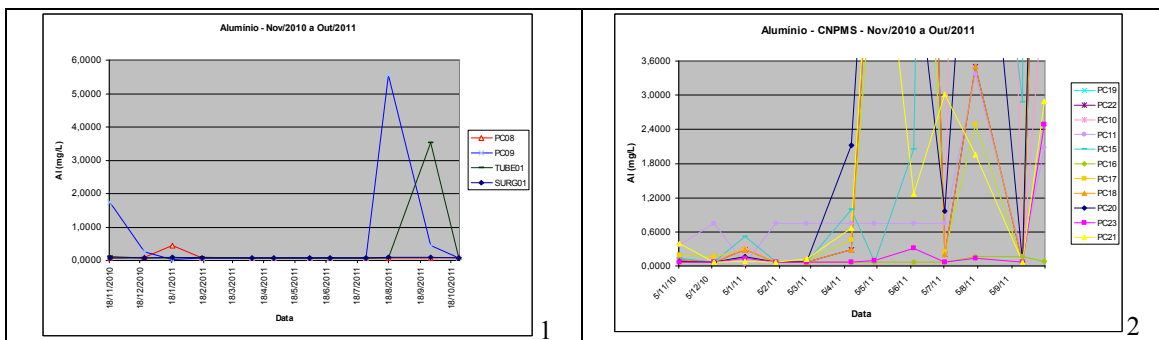 Alumínio - Nov/2010 a Out/2011
6,0000
5,0000
4,0000
3,0000
2,0000
1,0000
0,0000
Al (mg/L)
18/11/2010
18/12/2010
18/1/2011
18/2/2011
18/3/2011
18/4/2011
18/5/2011
18/6/2011
18/7/2011
18/8/2011
18/9/2011
18/10/2011
Data
PC08
PC09
TUBE01
SURG01
1
Alumínio - CNPMS - Nov/2010 a Out/2011
3,6000
3,0000
2,4000
1,8000
1,2000
0,6000
0,0000
Al (mg/L)
5/11/10
5/12/10
5/1/11
5/2/11
5/3/11
5/4/11
5/5/11
5/6/11
5/7/11
5/8/11
5/9/11
Data
PC19
PC22
PC10
PC11
PC15
PC16
PC17
PC18
PC20
PC23
PC21
2